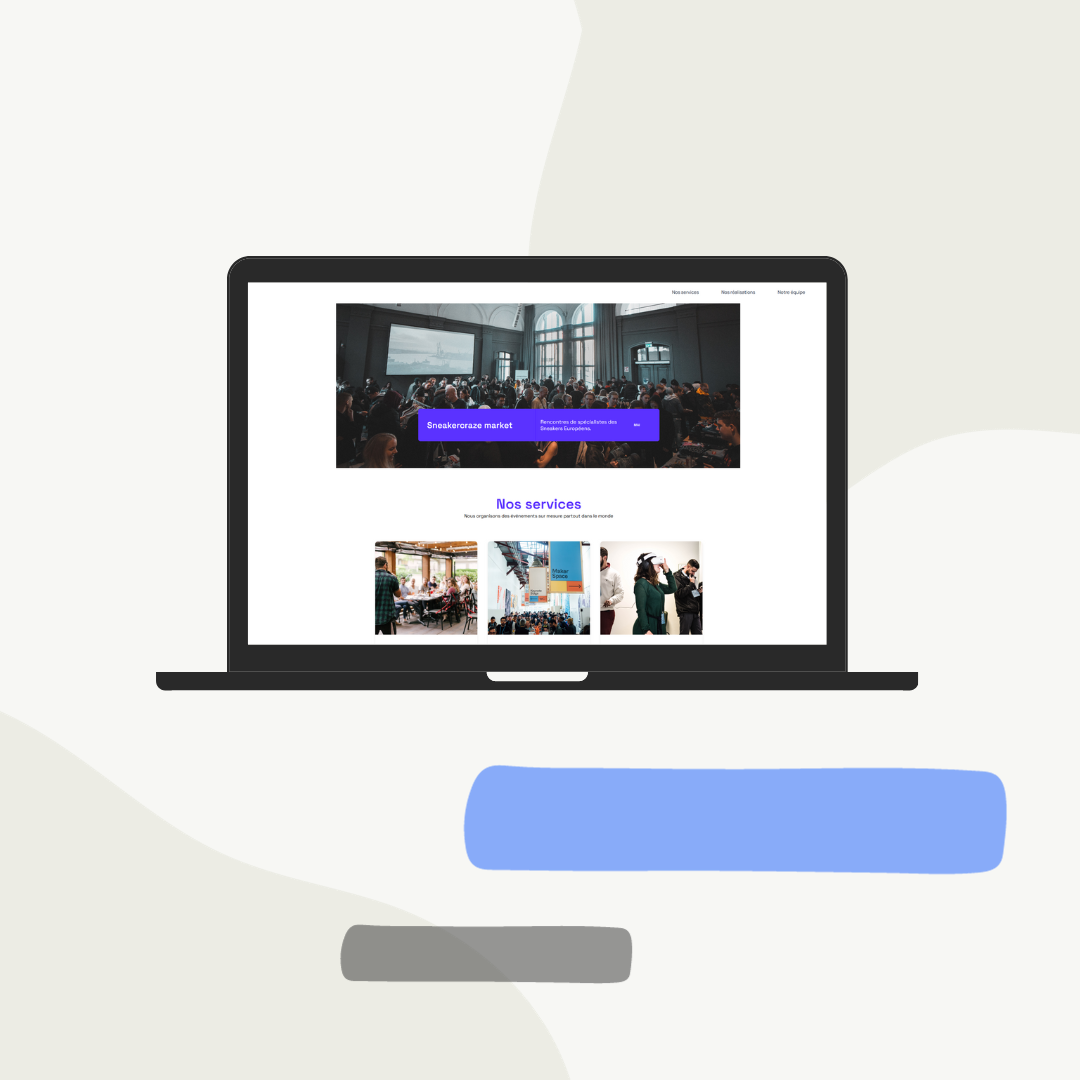 Nos services Nos réalisations Notre équipe
Sneakercraze market
Rencontres de spécialistes des
Sneakers Européens.
Nos services
Nous organisons des événements sur mesure partout dans le monde
Maker
Space